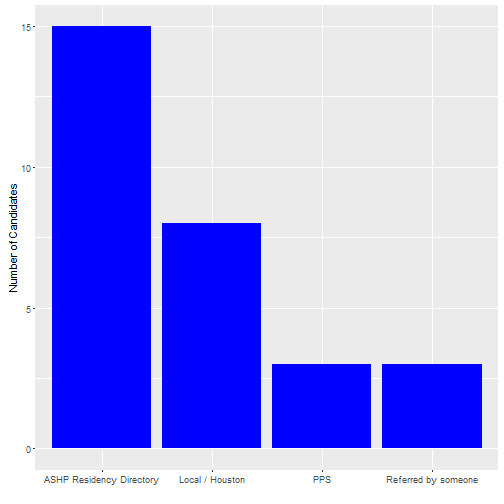 Number of Candidates
15
10
5
0
ASHP Residency Directory
Local / Houston
PPS
Referred by someone